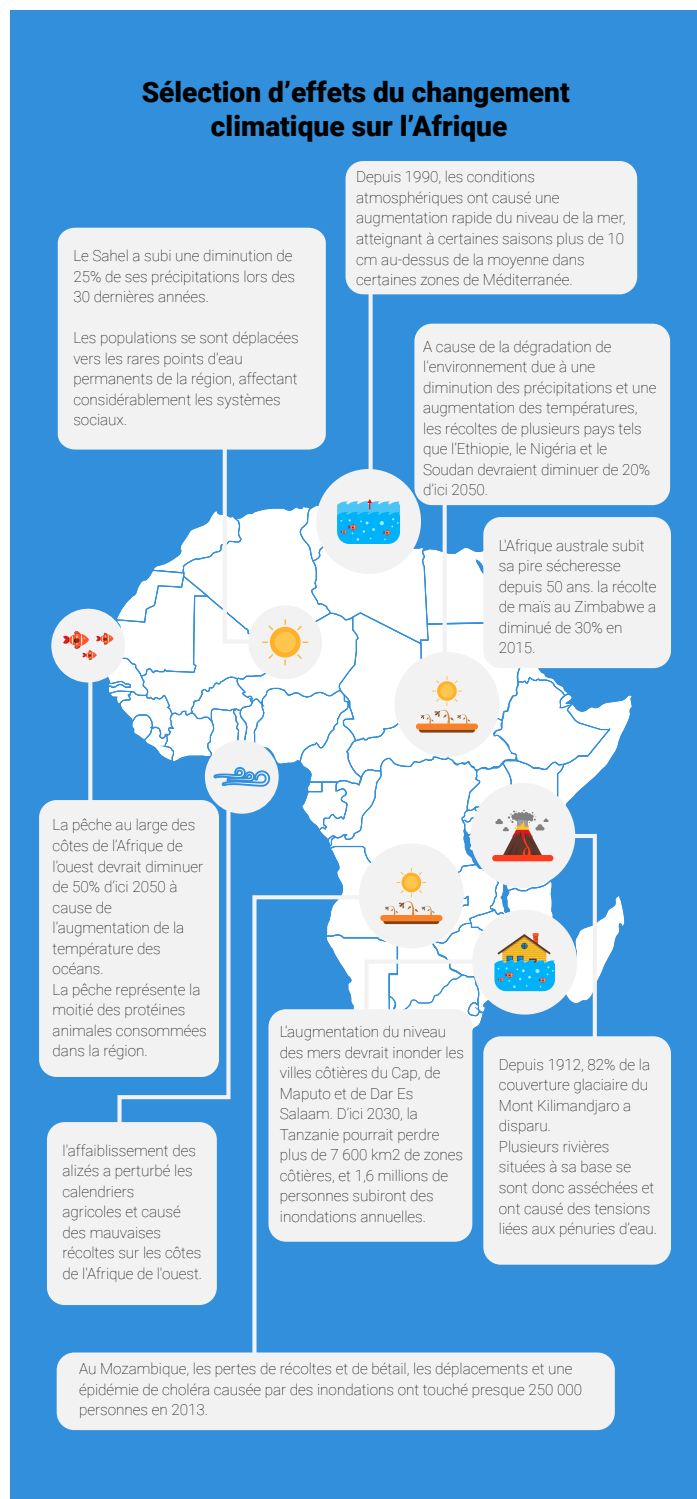 Sélection d’effets du changement
climatique sur l’Afrique
Depuis 1990, les conditions
atmosphériques ont causé une
augmentation rapide du niveau de la mer,
atteignant à certaines saisons plus de 10
cm au-dessus de la moyenne dans
certaines zones de Méditerranée.
Le Sahel a subi une diminution de
25% de ses précipitations lors des
30 dernières années.
Les populations se sont déplacées
vers les rares points d’eau
permanents de la région, affectant
considérablement les systèmes
sociaux.
A cause de la dégradation de
l’environnement due à une
diminution des précipitations et une
augmentation des températures,
les récoltes de plusieurs pays tels
que l’Ethiopie, le Nigéria et le
Soudan devraient diminuer de 20%
d’ici 2050.
L’Afrique australe subit
sa pire sécheresse
depuis 50 ans. la récolte
de maïs au Zimbabwe a
diminué de 30% en
2015.
La pêche au large des
côtes de l’Afrique de
l’ouest devrait diminuer
de 50% d’ici 2050 à
cause de
l’augmentation de la
température des
océans.
La pêche représente la
moitié des protéines
animales consommées
dans la région.
L’augmentation du niveau
des mers devrait inonder les
villes côtières du Cap, de
Maputo et de Dar Es
Salaam. D’ici 2030, la
Tanzanie pourrait perdre
plus de 7 600 km2 de zones
côtières, et 1,6 millions de
personnes subiront des
inondations annuelles.
Depuis 1912, 82% de la
couverture glaciaire du
Mont Kilimandjaro a
disparu.
Plusieurs rivières
situées à sa base se
sont donc asséchées et
ont causé des tensions
liées aux pénuries d’eau.
l’affaiblissement des
alizés a perturbé les
calendriers
agricoles et causé
des mauvaises
récoltes sur les côtes
de l’Afrique de l’ouest.
Au Mozambique, les pertes de récoltes et de bétail, les déplacements et une
épidémie de choléra causée par des inondations ont touché presque 250 000
personnes en 2013.